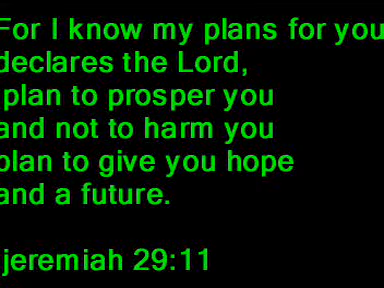 For I know my plans for you
declares the Lord,
plan to prosper you
and not to harm you
plan to give you hope
and a future.
jeremiah 29:11